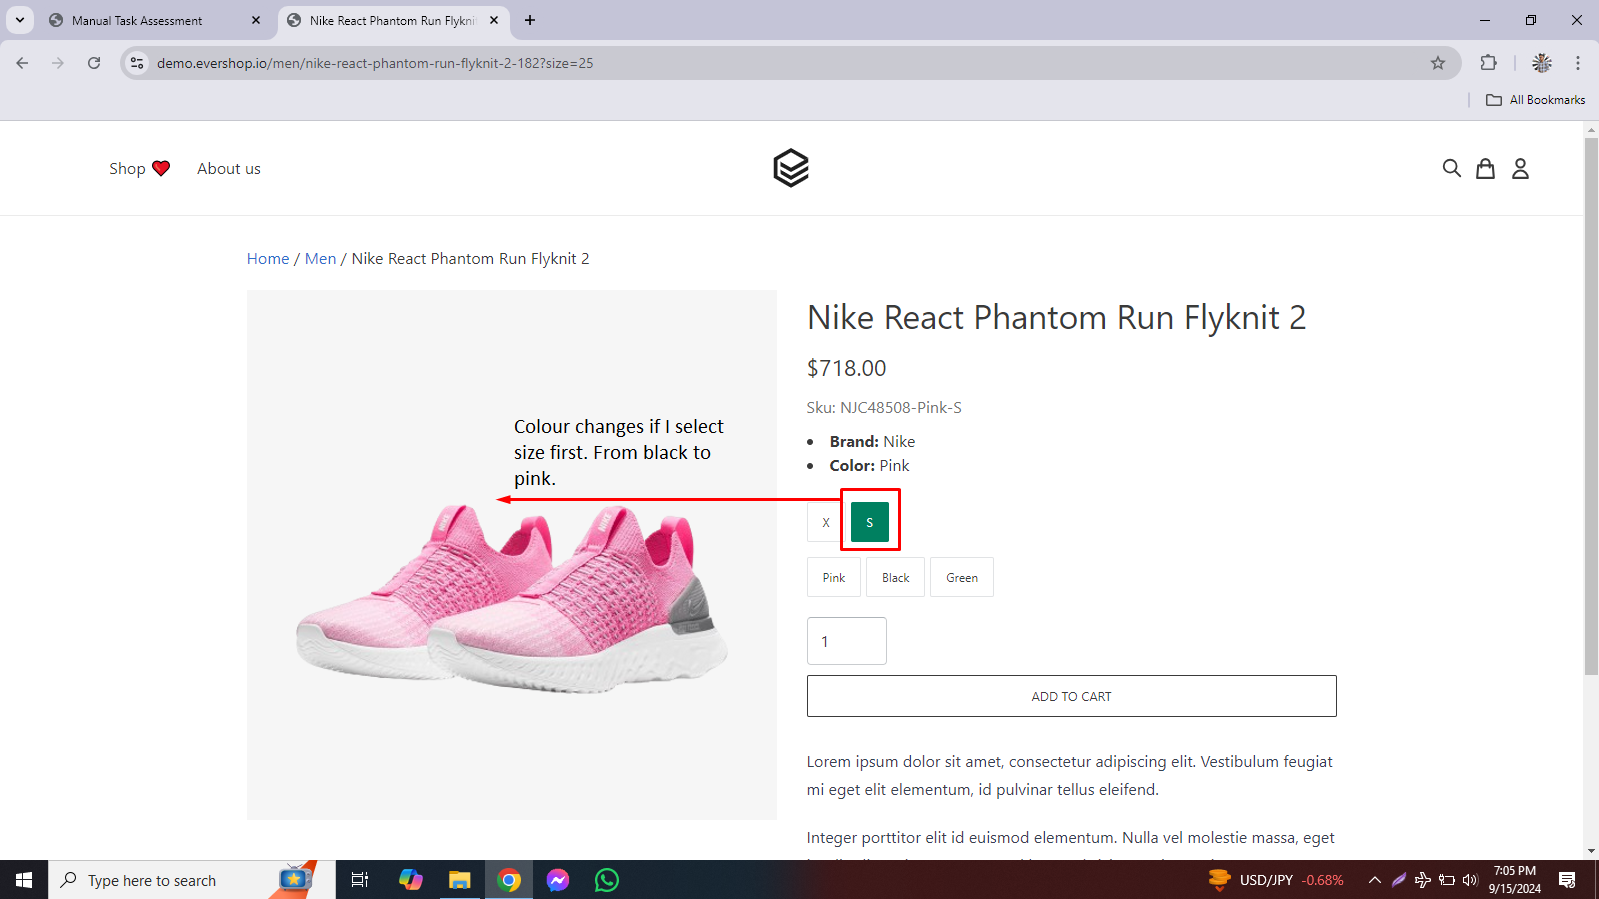 Manual Task Assessment
Nike React Phantom Run Flyknit
demo.evershop.io/men/nike-react-phantom-run-flyknit-2-182?size=25
All Bookmarks
Shop ❤️ About us
Home / Men / Nike React Phantom Run Flyknit 2
Colour changes if I select
size first. From black to
pink.
Nike React Phantom Run Flyknit 2
$718.00
Sku: NJC48508-Pink-S
• Brand: Nike
• Color: Pink
X S
Pink Black Green
1
ADD TO CART
Lorem ipsum dolor sit amet, consectetur adipiscing elit. Vestibulum feugiat
mi eget elit elementum, id pulvinar tellus eleifend.
Integer porttitor elit id euismod elementum. Nulla vel molestie massa, eget
Type here to search
USD/JPY -0.68%
7:05 PM
9/15/2024